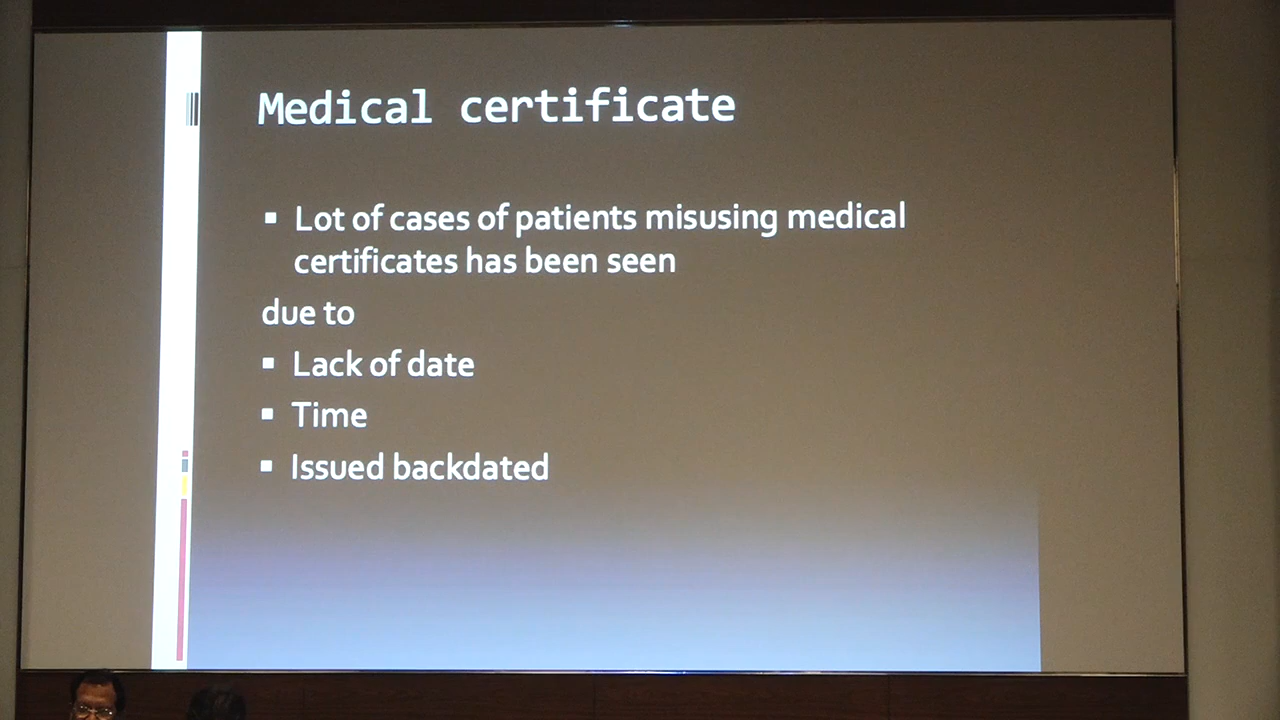 Medical certificate
▪ Lot of cases of patients misusing medical
certificates has been seen
due to
▪ Lack of date
▪ Time
▪ Issued backdated